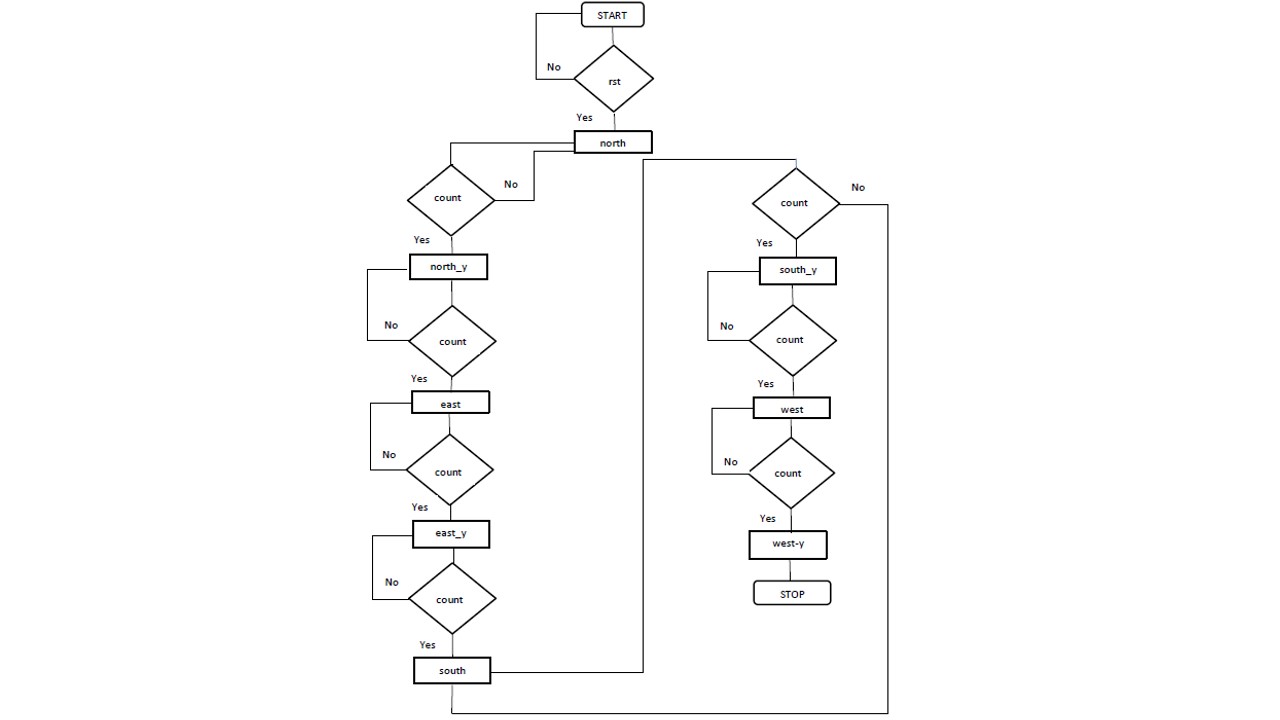 START
No
rst
Yes
north
count
No
Yes
north_y
No
count
Yes
east
No
count
Yes
east_y
No
count
Yes
south
count
No
Yes
south_y
No
count
Yes
west
No
count
Yes
west-y
STOP